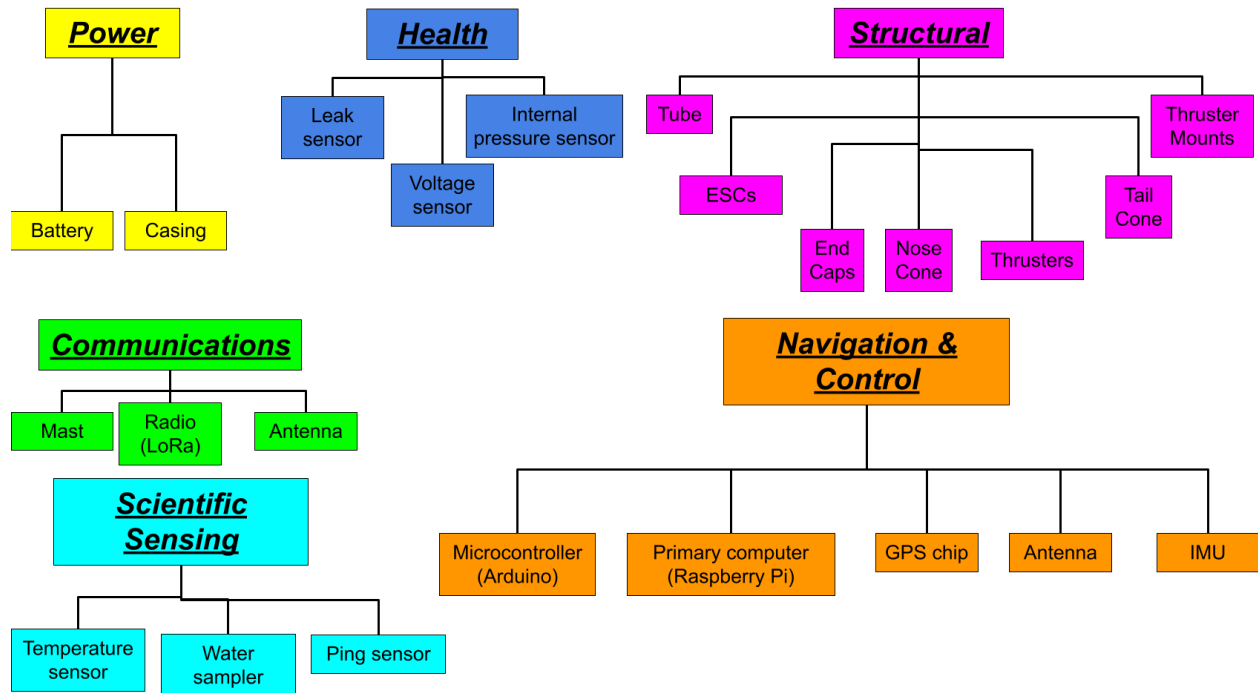 Power
Battery
Casing
Health
Leak
sensor
Voltage
sensor
Internal
pressure sensor
Structural
Tube
ESCs
End
Caps
Nose
Cone
Thrusters
Tail
Cone
Thruster
Mounts
Communications
Mast
Radio
(LoRa)
Antenna
Navigation &
Control
Microcontroller
(Arduino)
Primary computer
(Raspberry Pi)
GPS chip
Antenna
IMU
Scientific
Sensing
Temperature
sensor
Water
sampler
Ping sensor